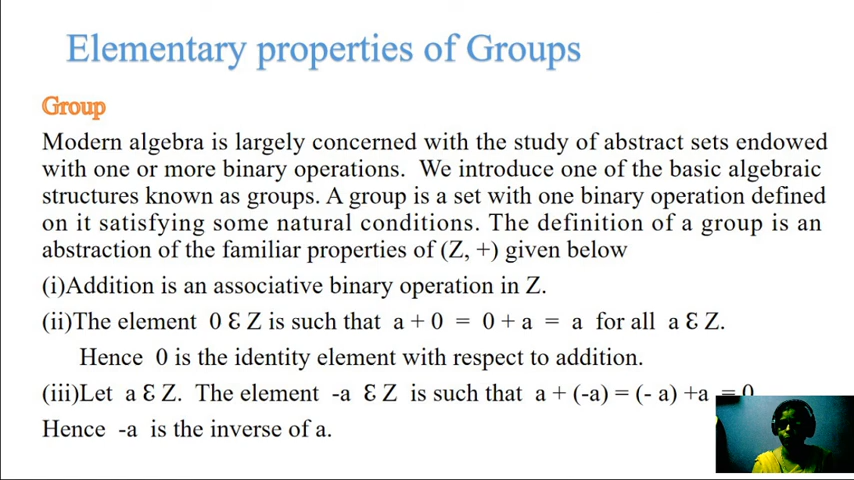 Elementary properties of Groups
Group
Modern algebra is largely concerned with the study of abstract sets endowed
with one or more binary operations. We introduce one of the basic algebraic
structures known as groups. A group is a set with one binary operation defined
on it satisfying some natural conditions. The definition of a group is an
abstraction of the familiar properties of (Z, +) given below
(i)Addition is an associative binary operation in Z.
(ii)The element 0 Ɛ Z is such that a + 0 = 0 + a = a for all a Ɛ Z.
Hence 0 is the identity element with respect to addition.
(iii)Let a Ɛ Z. The element -a Ɛ Z is such that a + (-a) = (- a) +a = 0
Hence -a is the inverse of a.